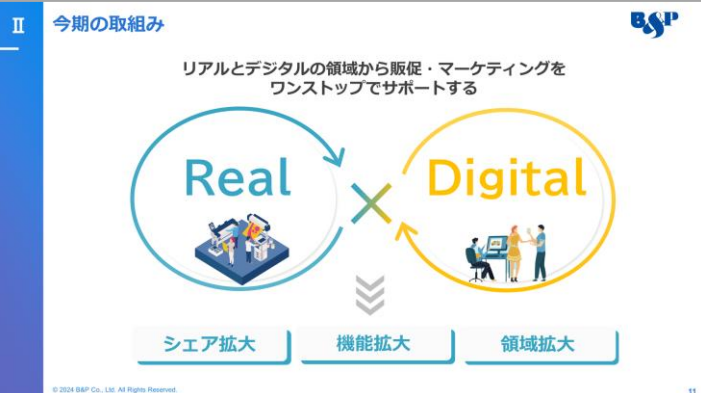 Ⅱ 今期の取組み
B&P
リアルとデジタルの領域から販促・マーケティングを
ワンストップでサポートする
Real × Digital
シェア拡大 機能拡大 領域拡大
© 2024 B&P Co., Ltd. All Rights Reserved.
11